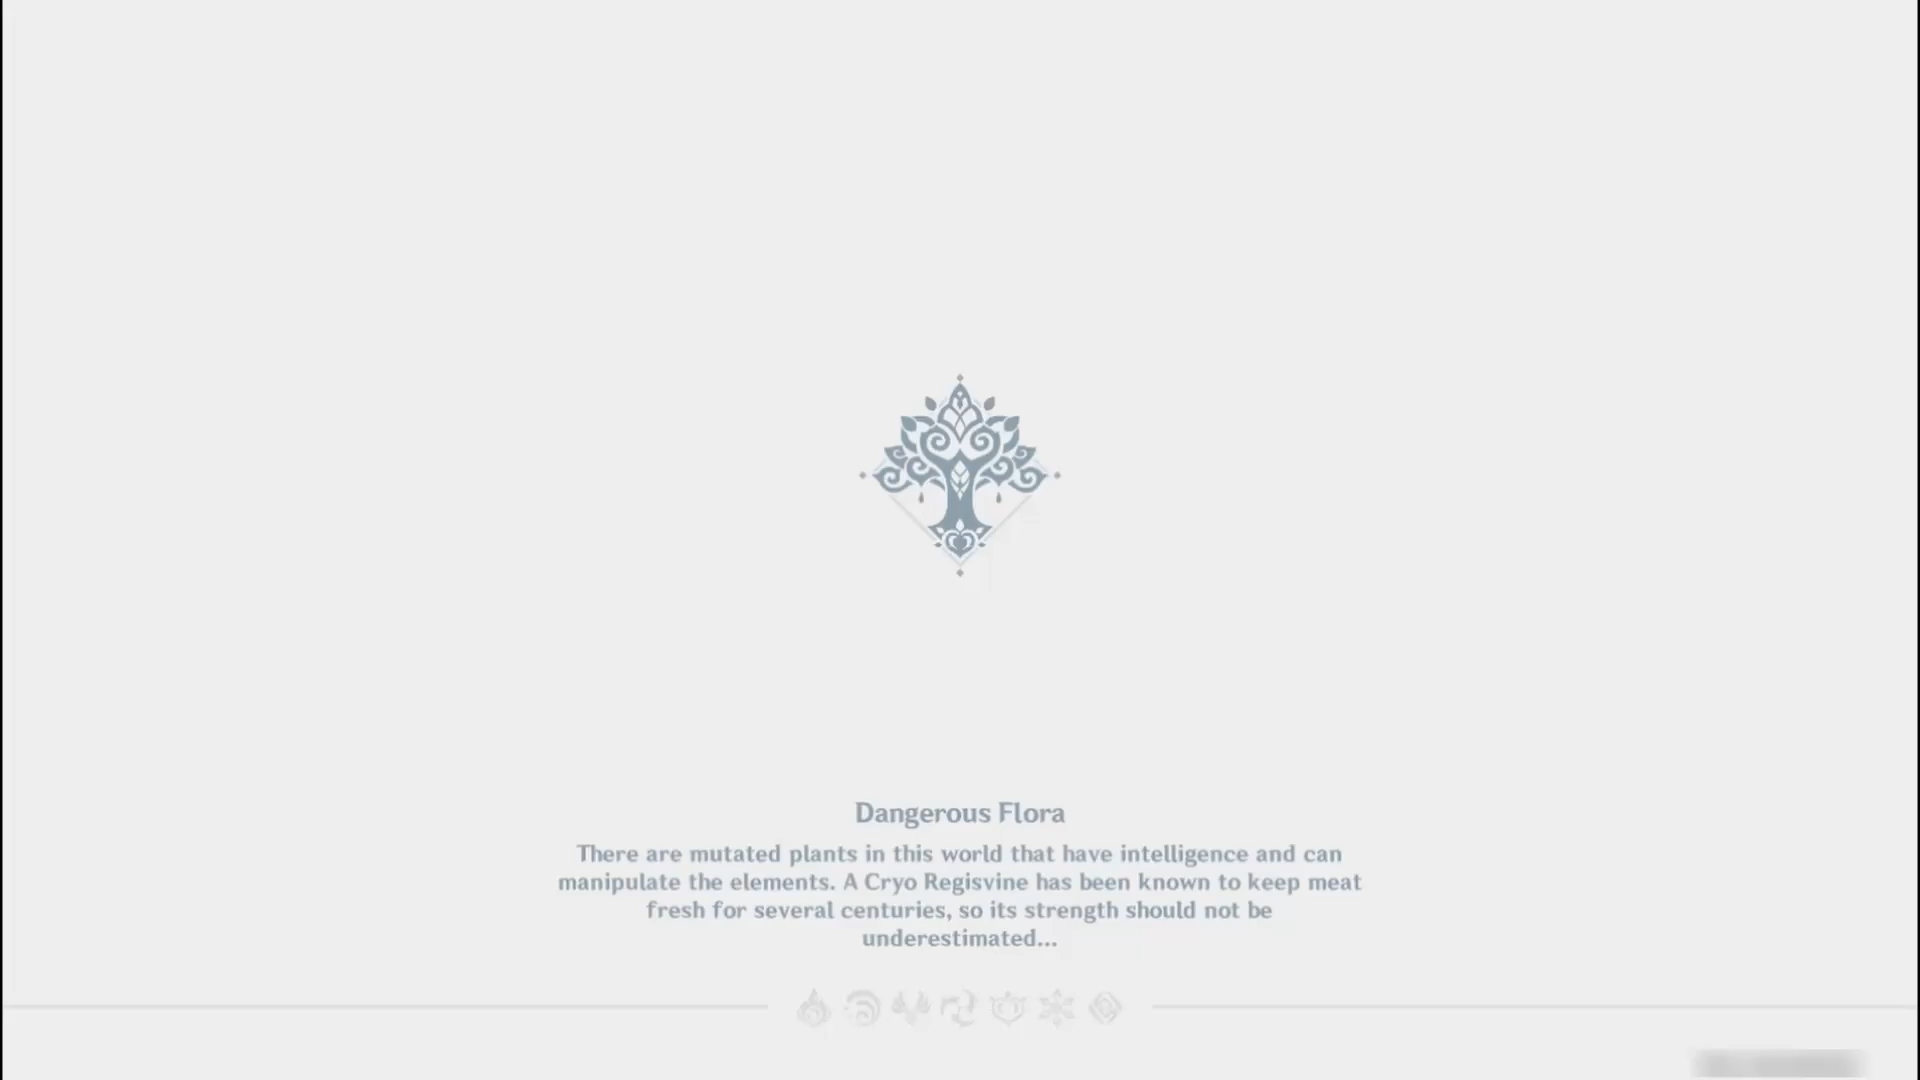 Dangerous Flora
There are mutated plants in this world that have intelligence and can
manipulate the elements. A Cryo Regisvine has been known to keep meat
fresh for several centuries, so its strength should not be
underestimated...